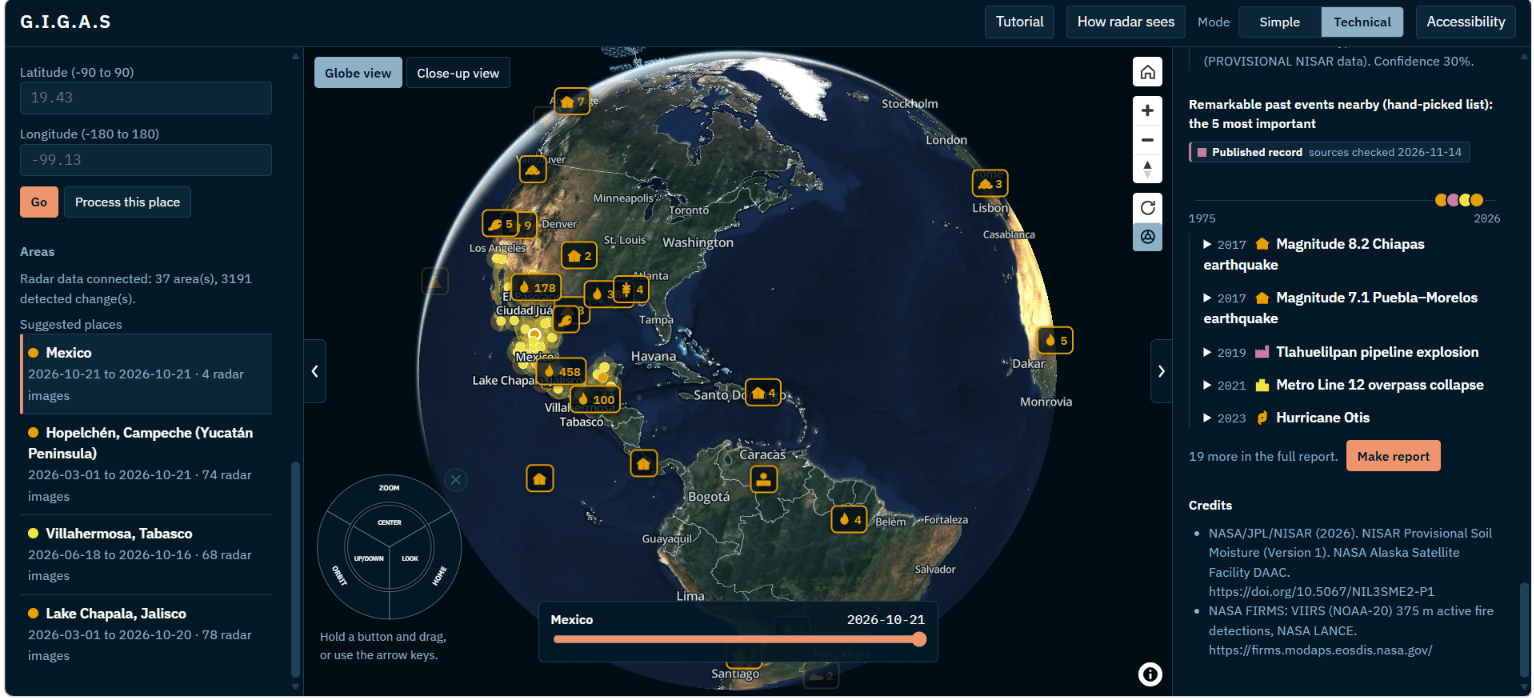 G.I.G.A.S
Tutorial
How radar sees
Mode
Simple
Technical
Accessibility
Latitude (-90 to 90)
19.43
Longitude (-180 to 180)
-99.13
Go
Process this place
Areas
Radar data connected: 37 area(s), 3191
detected change(s).
Suggested places
Mexico
2026-10-21 to 2026-10-21 · 4 radar
images
Hopelchén, Campeche (Yucatán
Peninsula)
2026-03-01 to 2026-10-21 · 74 radar
images
Villahermosa, Tabasco
2026-06-18 to 2026-10-16 · 68 radar
images
Lake Chapala, Jalisco
2026-03-01 to 2026-10-20 · 78 radar
images
Globe view
Close-up view
7
Stockholm
London
3
Lisbon
Casablanca
Minneapolis
Toronto
5
9
Denver
Los Angeles
St. Louis
Washington
2
178
4
Ciudad Juá
Tampa
Mexico
Havana
458
Lake Chapa
100
Santo Do
4
5
Dakar
Monrovia
Tabasco
Caracas
Bogotá
4
Belém
Fortaleza
Guayaquil
Salvador
Lima
Santiago
2
ZOOM
CENTER
UP/DOWN
LOOK
ORBIT
HOME
Hold a button and drag,
or use the arrow keys.
Mexico
2026-10-21
(PROVISIONAL NISAR data). Confidence 30%.
Remarkable past events nearby (hand-picked list):
the 5 most important
Published record sources checked 2026-11-14
1975
2026
2017 Magnitude 8.2 Chiapas
earthquake
2017 Magnitude 7.1 Puebla–Morelos
earthquake
2019 Tlahuelilpan pipeline explosion
2021 Metro Line 12 overpass collapse
2023 Hurricane Otis
19 more in the full report.
Make report
Credits
NASA/JPL/NISAR (2026). NISAR Provisional Soil
Moisture (Version 1). NASA Alaska Satellite
Facility DAAC.
https://doi.org/10.5067/NIL3SME2-P1
NASA FIRMS: VIIRS (NOAA-20) 375 m active fire
detections, NASA LANCE.
https://firms.modaps.eosdis.nasa.gov/